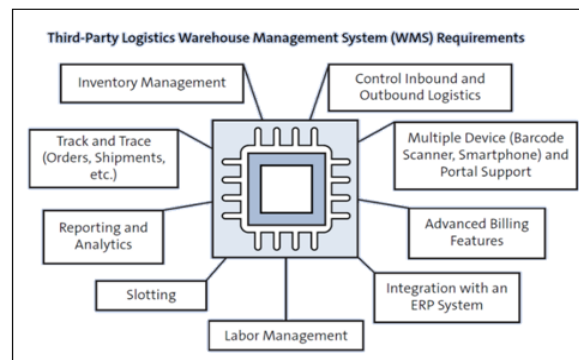 Third-Party Logistics Warehouse Management System (WMS) Requirements
Inventory Management
Control Inbound and
Outbound Logistics
Track and Trace
(Orders, Shipments,
etc.)
Multiple Device (Barcode
Scanner, Smartphone) and
Portal Support
Reporting and
Analytics
Advanced Billing
Features
Slotting
Integration with an
ERP System
Labor Management